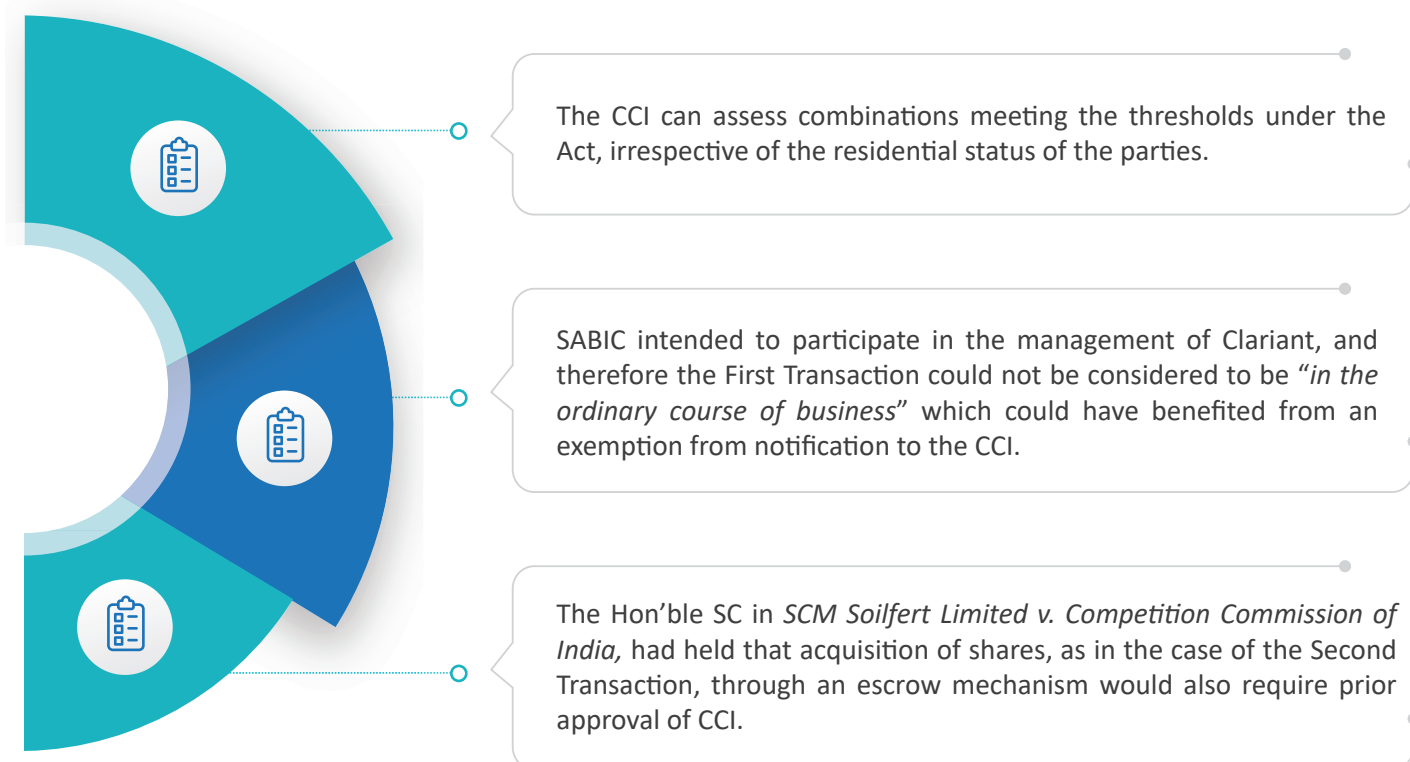 The CCI can assess combinations meeting the thresholds under the
Act, irrespective of the residential status of the parties.
SABIC intended to participate in the management of Clariant, and
therefore the First Transaction could not be considered to be “in the
ordinary course of business” which could have benefited from an
exemption from notification to the CCI.
The Hon’ble SC in SCM Soilfert Limited v. Competition Commission of
India, had held that acquisition of shares, as in the case of the Second
Transaction, through an escrow mechanism would also require prior
approval of CCI.